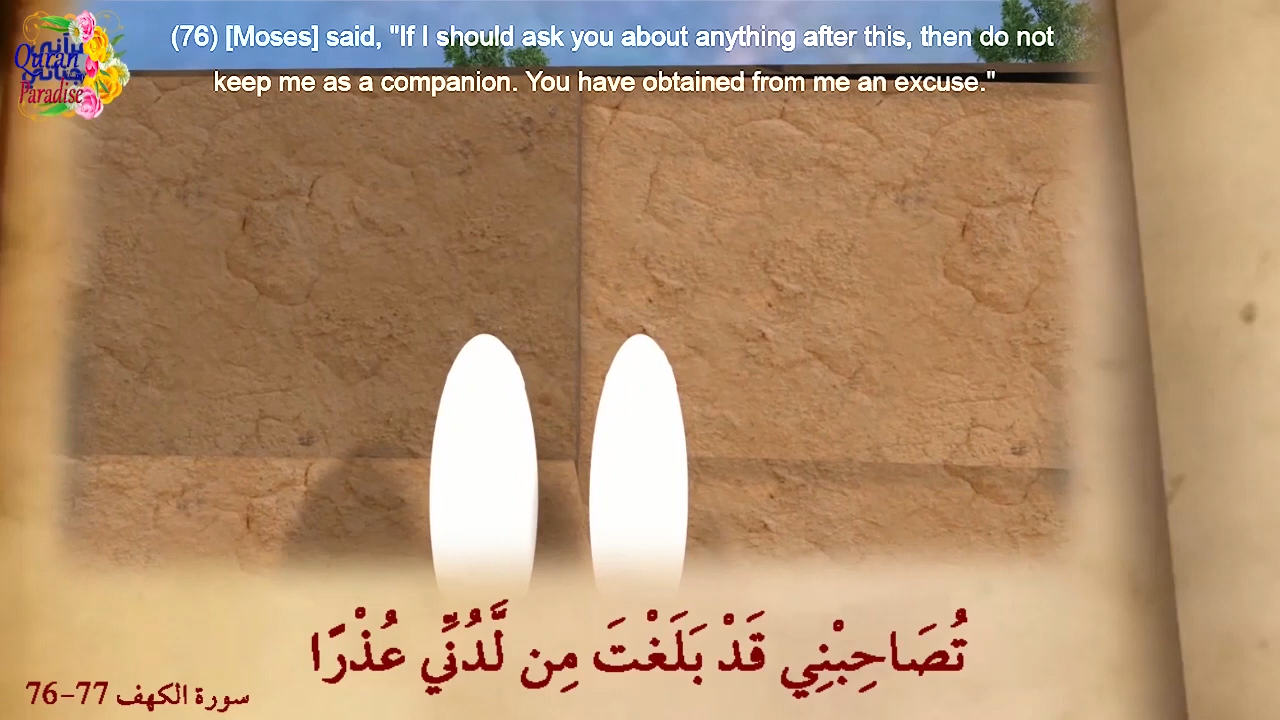 (76) [Moses] said, "If I should ask you about anything after this, then do not
keep me as a companion. You have obtained from me an excuse."
Quran
Paradise
تُصَاحِبْنِي قَدْ بَلَغْتَ مِن لَّدُنِّي عُذْرًا
سورة الكهف 77-76